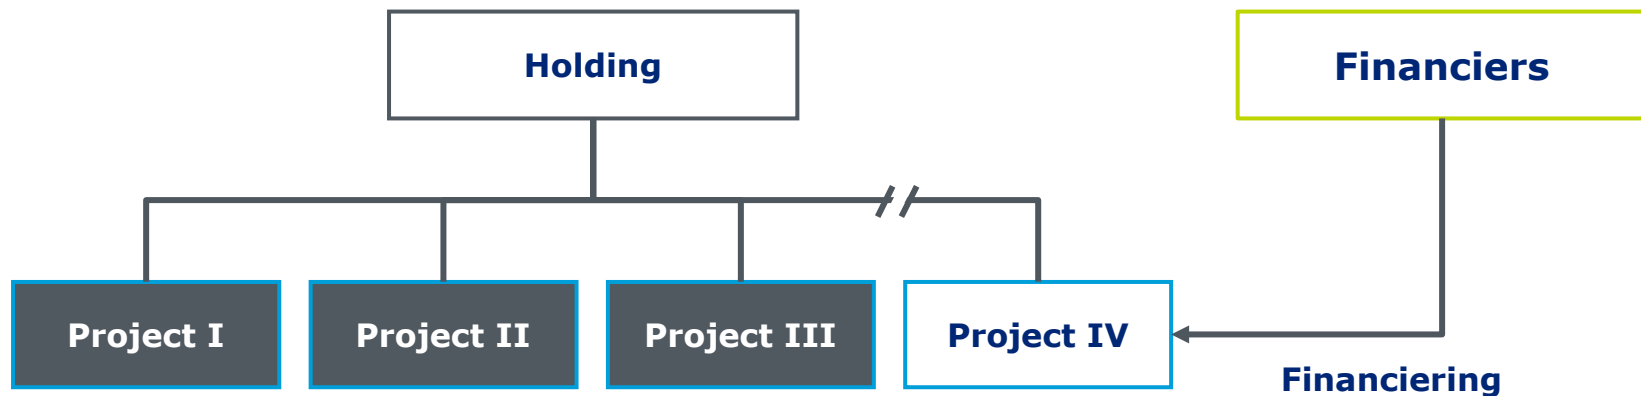 Holding
Financiers
Project I
Project II
Project III
Project IV
Financiering